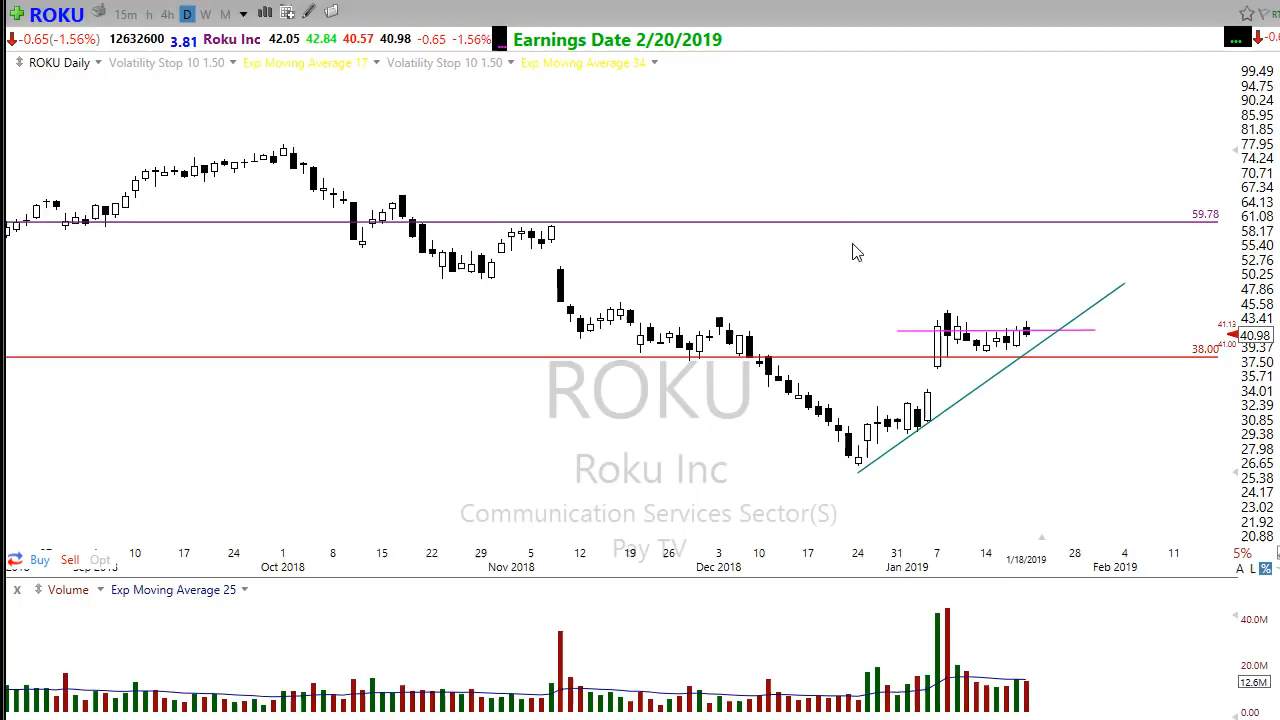 ROKU 15m h 4h D W M
-0.65(-1.56%) 12632600 3.81 Roku Inc 42.05 42.84 40.57 40.98 -0.65 -1.56% ... Earnings Date 2/20/2019 ...
ROKU Daily Volatility Stop 10 1.50 Exp Moving Average 17 Volatility Stop 10 1.50 Exp Moving Average 34
99.49
94.75
90.24
85.95
81.85
77.95
74.24
70.71
67.34
64.13
59.78
61.08
58.17
55.40
52.76
50.25
47.86
45.58
43.41
41.13
40.98
41.00
39.37
38.00
37.50
35.71
34.01
32.39
30.85
29.38
27.98
26.65
25.38
24.17
23.02
21.92
20.88
ROKU
Roku Inc
Communication Services Sector(S)
Pay TV
10 17 24 1 8 15 22 29 5 12 19 26 3 10 17 24 31 7 14 1/18/2019 28 4 11 5%
Buy Sell Opt
Oct 2018 Nov 2018 Dec 2018 Jan 2019 Feb 2019 A L %
X Volume Exp Moving Average 25
40.0M
20.0M
12.6M
0.00